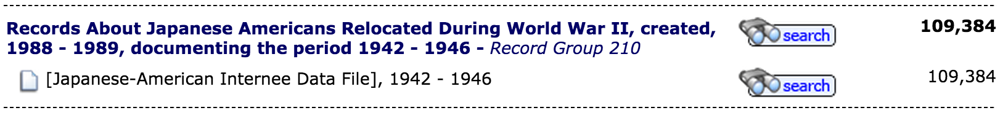 Records About Japanese Americans Relocated During World War II, created, search 109,384
1988 - 1989, documenting the period 1942 - 1946 - Record Group 210
[Japanese-American Internee Data File], 1942 - 1946 search 109,384